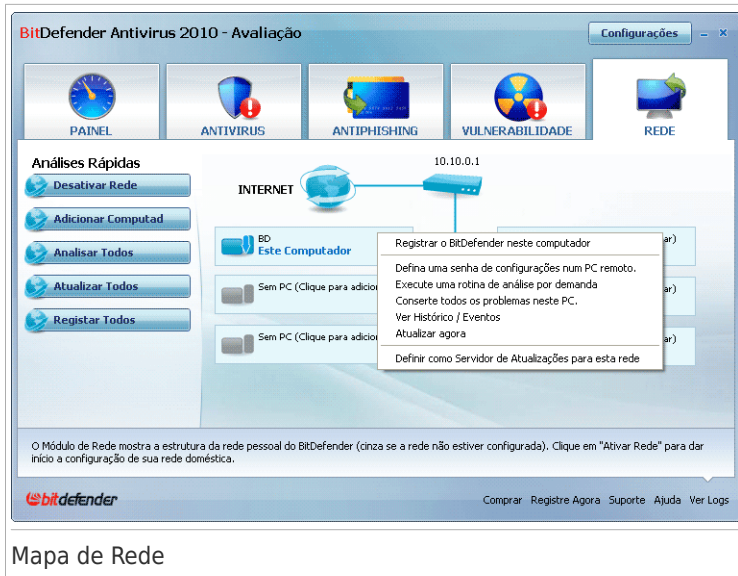 BitDefender Antivirus 2010 - Avaliação
Configurações
PAINEL
ANTIVIRUS
ANTIPHISHING
VULNERABILIDADE
REDE
Análises Rápidas
Desativar Rede
Adicionar Computad
Analisar Todos
Atualizar Todos
Registar Todos
INTERNET
10.10.0.1
BD
Este Computador
Sem PC (Clique para adicion
Sem PC (Clique para adicion
ar)
ar)
ar)
Registrar o BitDefender neste computador
Defina uma senha de configurações num PC remoto.
Execute uma rotina de análise por demanda
Conserte todos os problemas neste PC.
Ver Histórico / Eventos
Atualizar agora
Definir como Servidor de Atualizações para esta rede
O Módulo de Rede mostra a estrutura da rede pessoal do BitDefender (cinza se a rede não estiver configurada). Clique em "Ativar Rede" para dar
início a configuração de sua rede doméstica.
bitdefender
Comprar Registre Agora Suporte Ajuda Ver Logs
Mapa de Rede